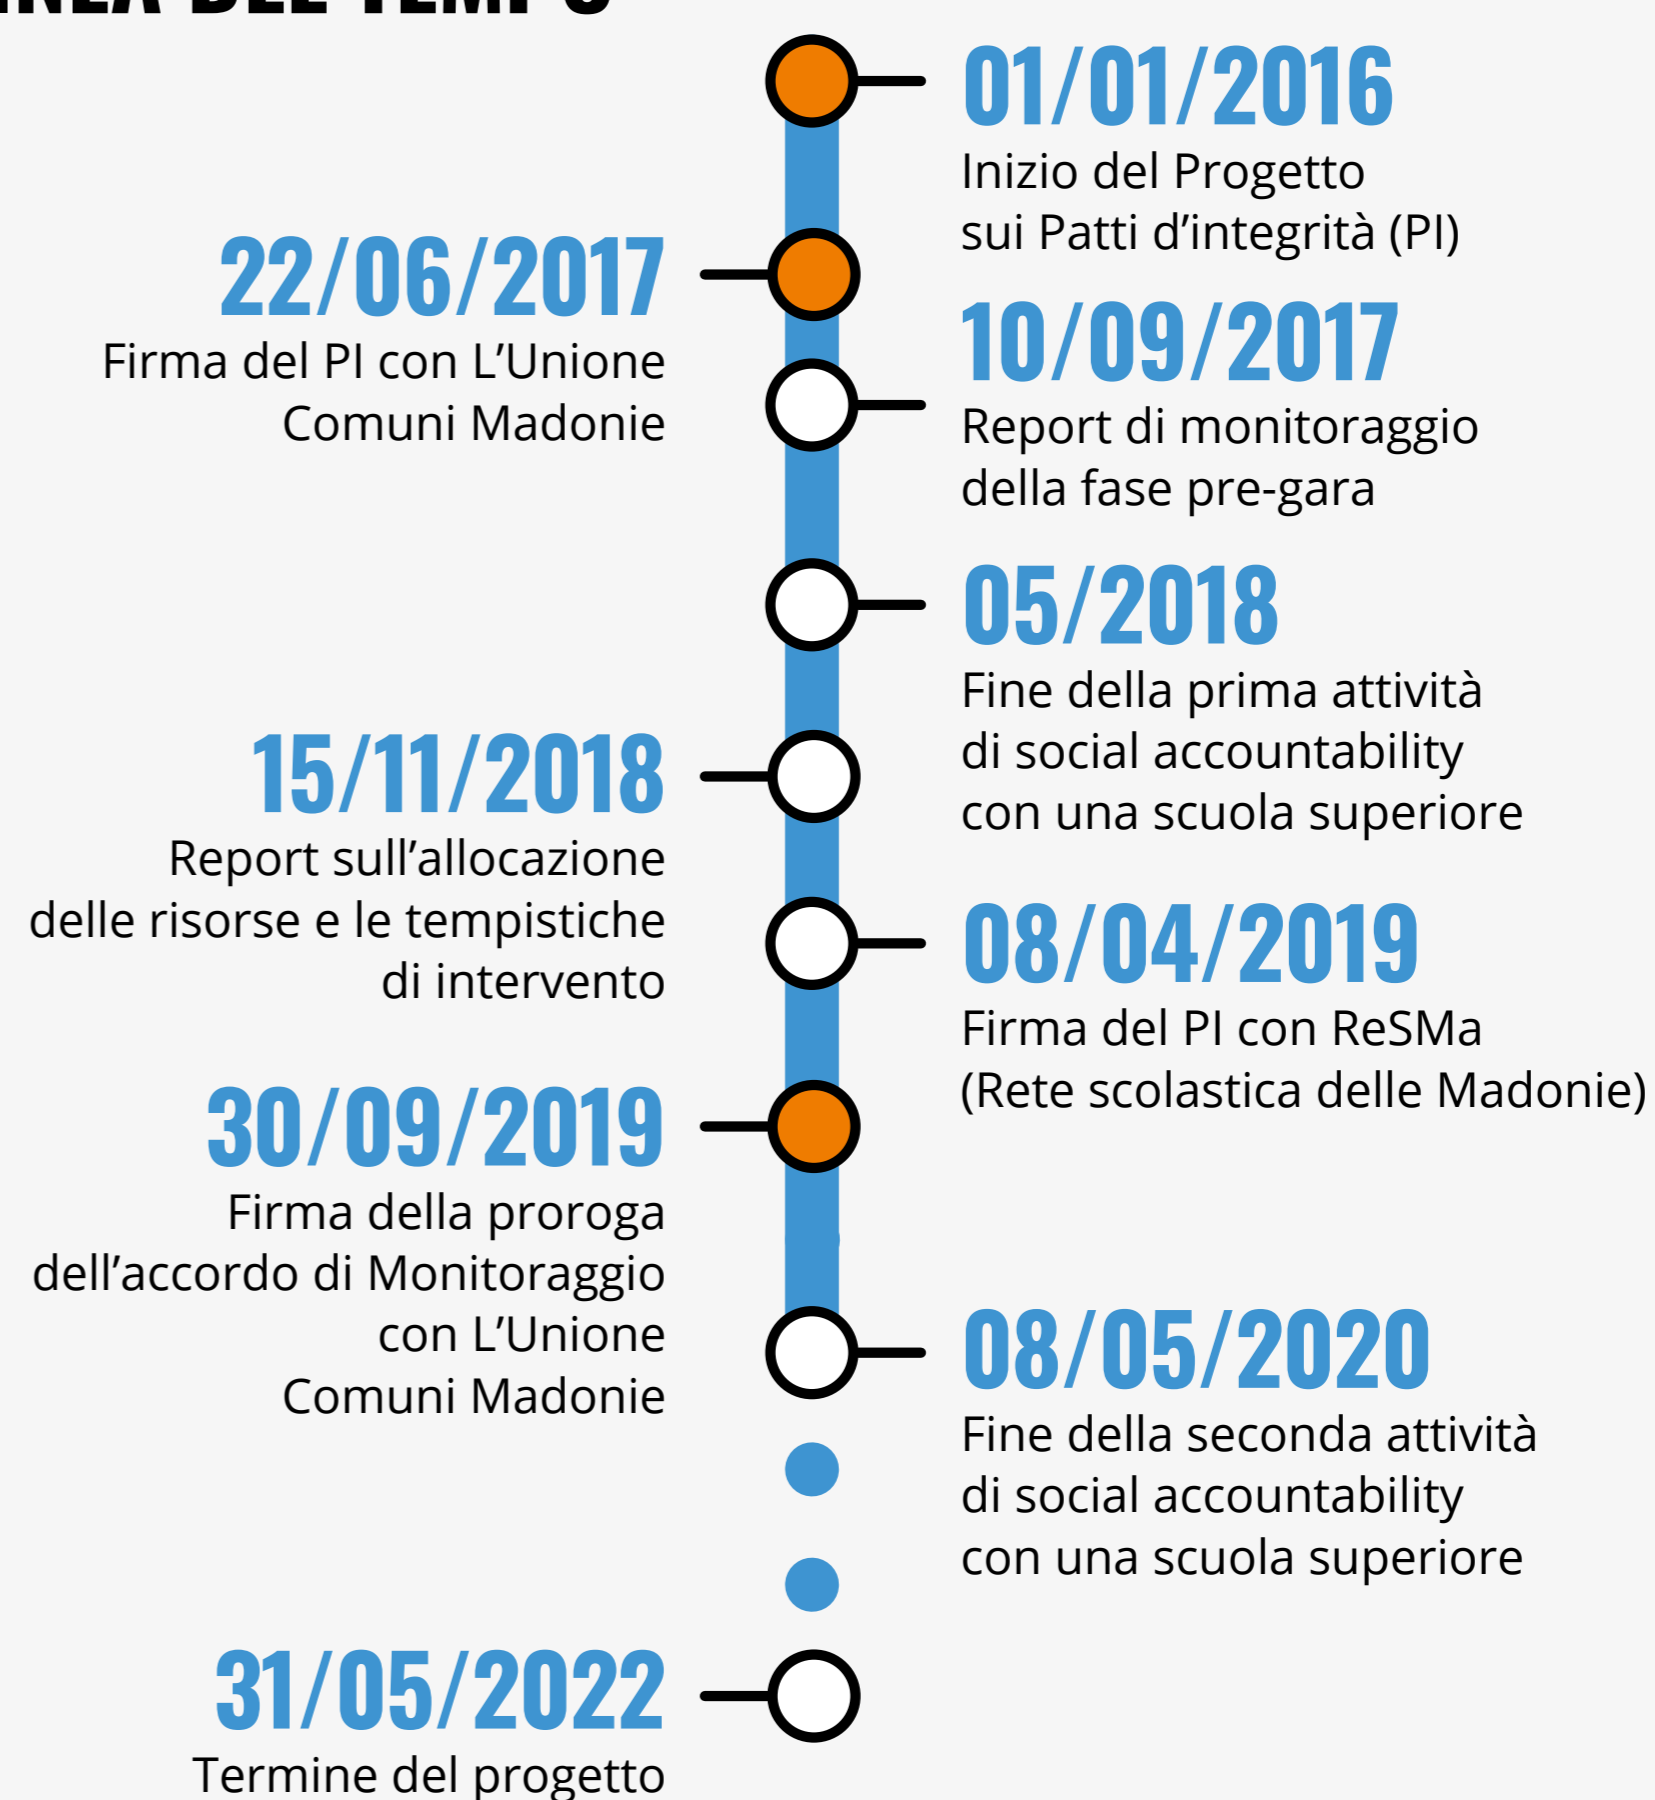 DEL TEMPO
01/01/2016
Inizio del Progetto
sui Patti d’integrità (PI)
22/06/2017
Firma del PI con L’Unione
Comuni Madonie
10/09/2017
Report di monitoraggio
della fase pre-gara
05/2018
Fine della prima attività
di social accountability
con una scuola superiore
15/11/2018
Report sull’allocazione
delle risorse e le tempistiche
di intervento
08/04/2019
Firma del PI con ReSMa
(Rete scolastica delle Madonie)
30/09/2019
Firma della proroga
dell’accordo di Monitoraggio
con L’Unione
Comuni Madonie
08/05/2020
Fine della seconda attività
di social accountability
con una scuola superiore
31/05/2022
Termine del progetto